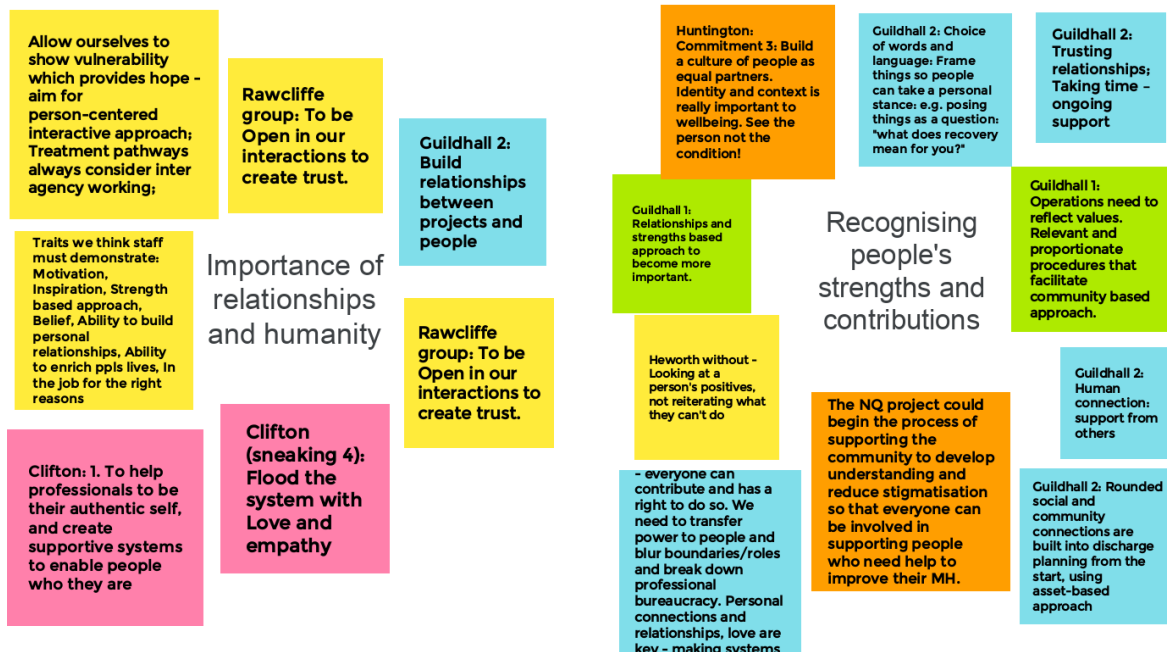 Allow ourselves to
show vulnerability
which provides hope -
aim for
person-centered
interactive approach;
Treatment pathways
always consider inter
agency working;
Rawcliffe
group: To be
Open in our
interactions to
create trust.
Guildhall 2:
Build
relationships
between
projects and
people
Traits we think staff
must demonstrate:
Motivation,
Inspiration, Strength
based approach,
Belief, Ability to build
personal
relationships, Ability
to enrich ppls lives, In
the job for the right
reasons
Importance of
relationships
and humanity
Rawcliffe
group: To be
Open in our
interactions to
create trust.
Clifton: 1. To help
professionals to be
their authentic self,
and create
supportive systems
to enable people
who they are
Clifton
(sneaking 4):
Flood the
system with
Love and
empathy
Huntington:
Commitment 3: Build
a culture of people as
equal partners.
Identity and context is
really important to
wellbeing. See the
person not the
condition!
Guildhall 2: Choice
of words and
language: Frame
things so people
can take a personal
stance: e.g. posing
things as a question:
"what does recovery
mean for you?"
Guildhall 2:
Trusting
relationships;
Taking time –
ongoing
support
Guildhall 1:
Relationships and
strengths based
approach to
become more
important.
Recognising
people's
strengths and
contributions
Guildhall 1:
Operations need to
reflect values.
Relevant and
proportionate
procedures that
facilitate
community based
approach.
Heworth without -
Looking at a
person's positives,
not reiterating what
they can't do
The NQ project could
begin the process of
supporting the
community to develop
understanding and
reduce stigmatisation
so that everyone can
be involved in
supporting people
who need help to
improve their MH.
Guildhall 2:
Human
connection:
support from
others
- everyone can
contribute and has a
right to do so. We
need to transfer
power to people and
blur boundaries/roles
and break down
professional
bureaucracy. Personal
connections and
relationships, love are
key - making systems
Guildhall 2: Rounded
social and
community
connections are
built into discharge
planning from the
start, using
asset-based
approach